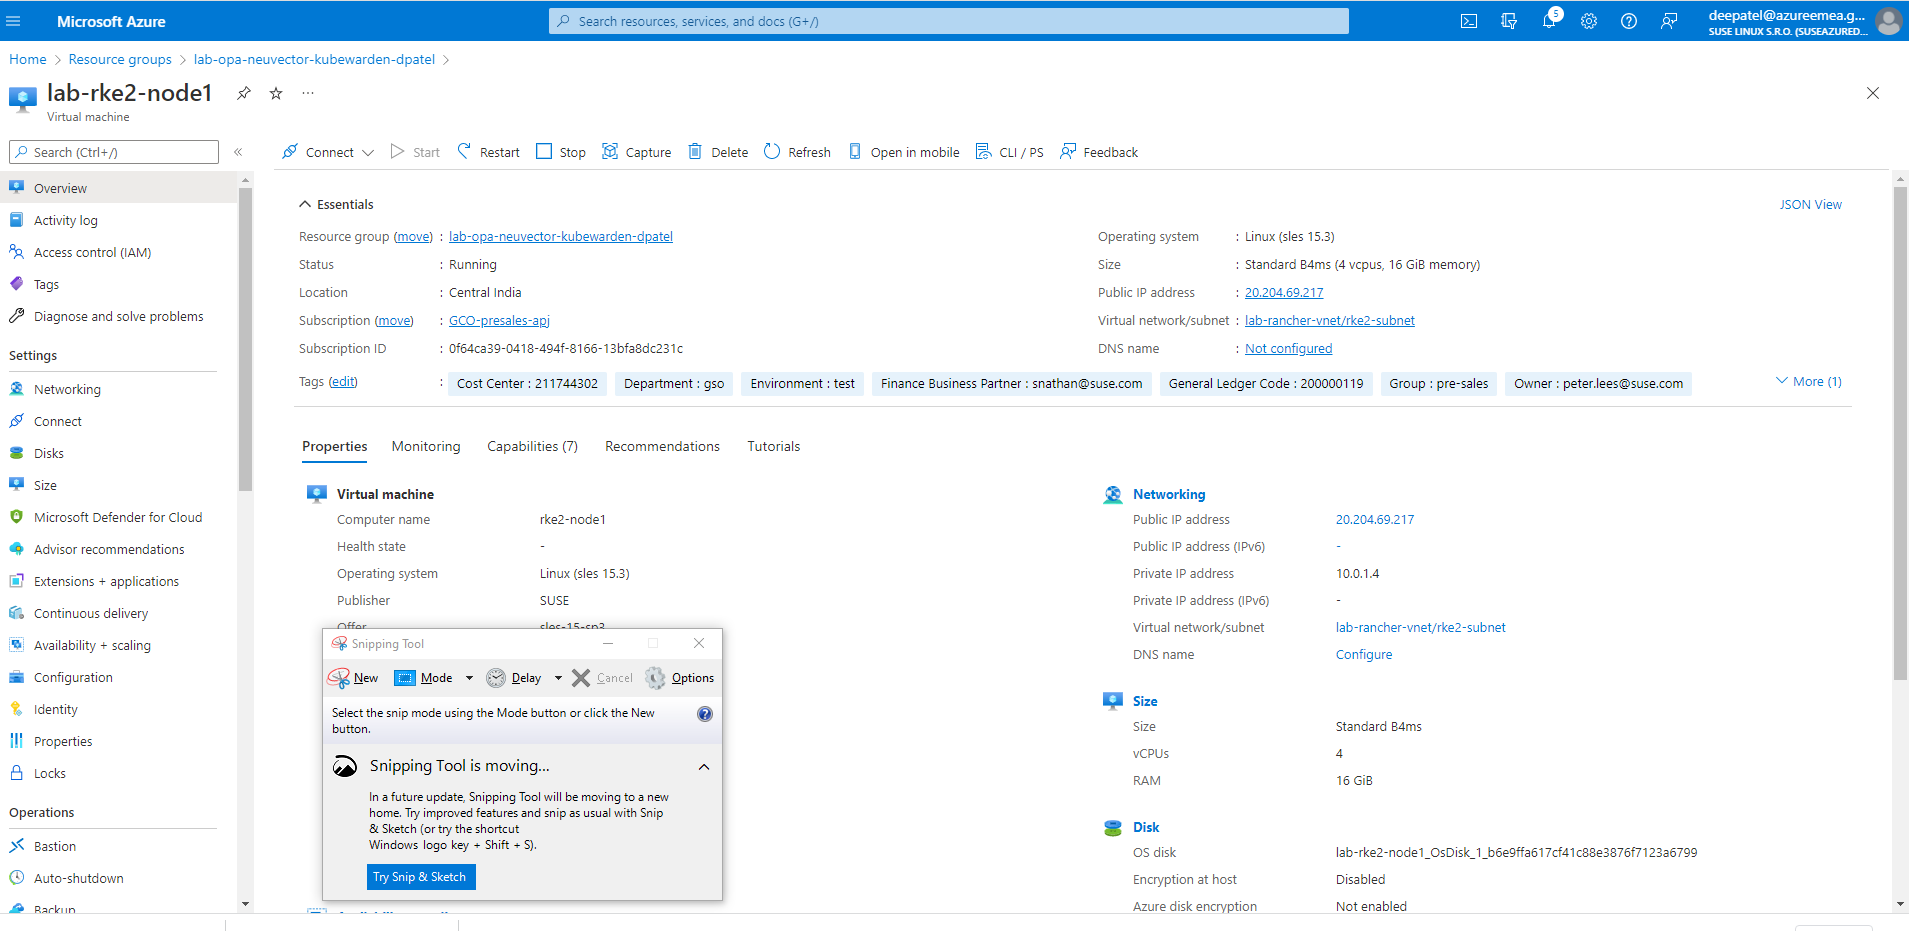 Microsoft Azure
Search resources, services, and docs (G+/)
5
deepatel@azureemea.g...
SUSE LINUX S.R.O. (SUSEAZURED...
Home > Resource groups > lab-opa-neuvector-kubewarden-dpatel >
lab-rke2-node1
Virtual machine
Search (Ctrl+/)
Connect Start Restart Stop Capture Delete Refresh Open in mobile CLI / PS Feedback
Overview
Activity log
Access control (IAM)
Tags
Diagnose and solve problems
Settings
Networking
Connect
Disks
Size
Microsoft Defender for Cloud
Advisor recommendations
Extensions + applications
Continuous delivery
Availability + scaling
Configuration
Identity
Properties
Locks
Operations
Bastion
Auto-shutdown
Backup
Essentials
JSON View
Resource group (move) : lab-opa-neuvector-kubewarden-dpatel
Status : Running
Location : Central India
Subscription (move) : GCO-presales-apj
Subscription ID : 0f64ca39-0418-494f-8166-13bfa8dc231c
Operating system : Linux (sles 15.3)
Size : Standard B4ms (4 vcpus, 16 GiB memory)
Public IP address : 20.204.69.217
Virtual network/subnet : lab-rancher-vnet/rke2-subnet
DNS name : Not configured
Tags (edit) : Cost Center : 211744302 Department : gso Environment : test Finance Business Partner : snathan@suse.com General Ledger Code : 200000119 Group : pre-sales Owner : peter.lees@suse.com More (1)
Properties Monitoring Capabilities (7) Recommendations Tutorials
Virtual machine
Computer name rke2-node1
Health state -
Operating system Linux (sles 15.3)
Publisher SUSE
Offer sles-15-sp3
Snipping Tool
New Mode Delay Cancel Options
Select the snip mode using the Mode button or click the New
button.
Snipping Tool is moving...
In a future update, Snipping Tool will be moving to a new
home. Try improved features and snip as usual with Snip
& Sketch (or try the shortcut
Windows logo key + Shift + S).
Try Snip & Sketch
Networking
Public IP address 20.204.69.217
Public IP address (IPv6) -
Private IP address 10.0.1.4
Private IP address (IPv6) -
Virtual network/subnet lab-rancher-vnet/rke2-subnet
DNS name Configure
Size
Size Standard B4ms
vCPUs 4
RAM 16 GiB
Disk
OS disk lab-rke2-node1_OsDisk_1_b6e9ffa617cf41c88e3876f7123a6799
Encryption at host Disabled
Azure disk encryption Not enabled